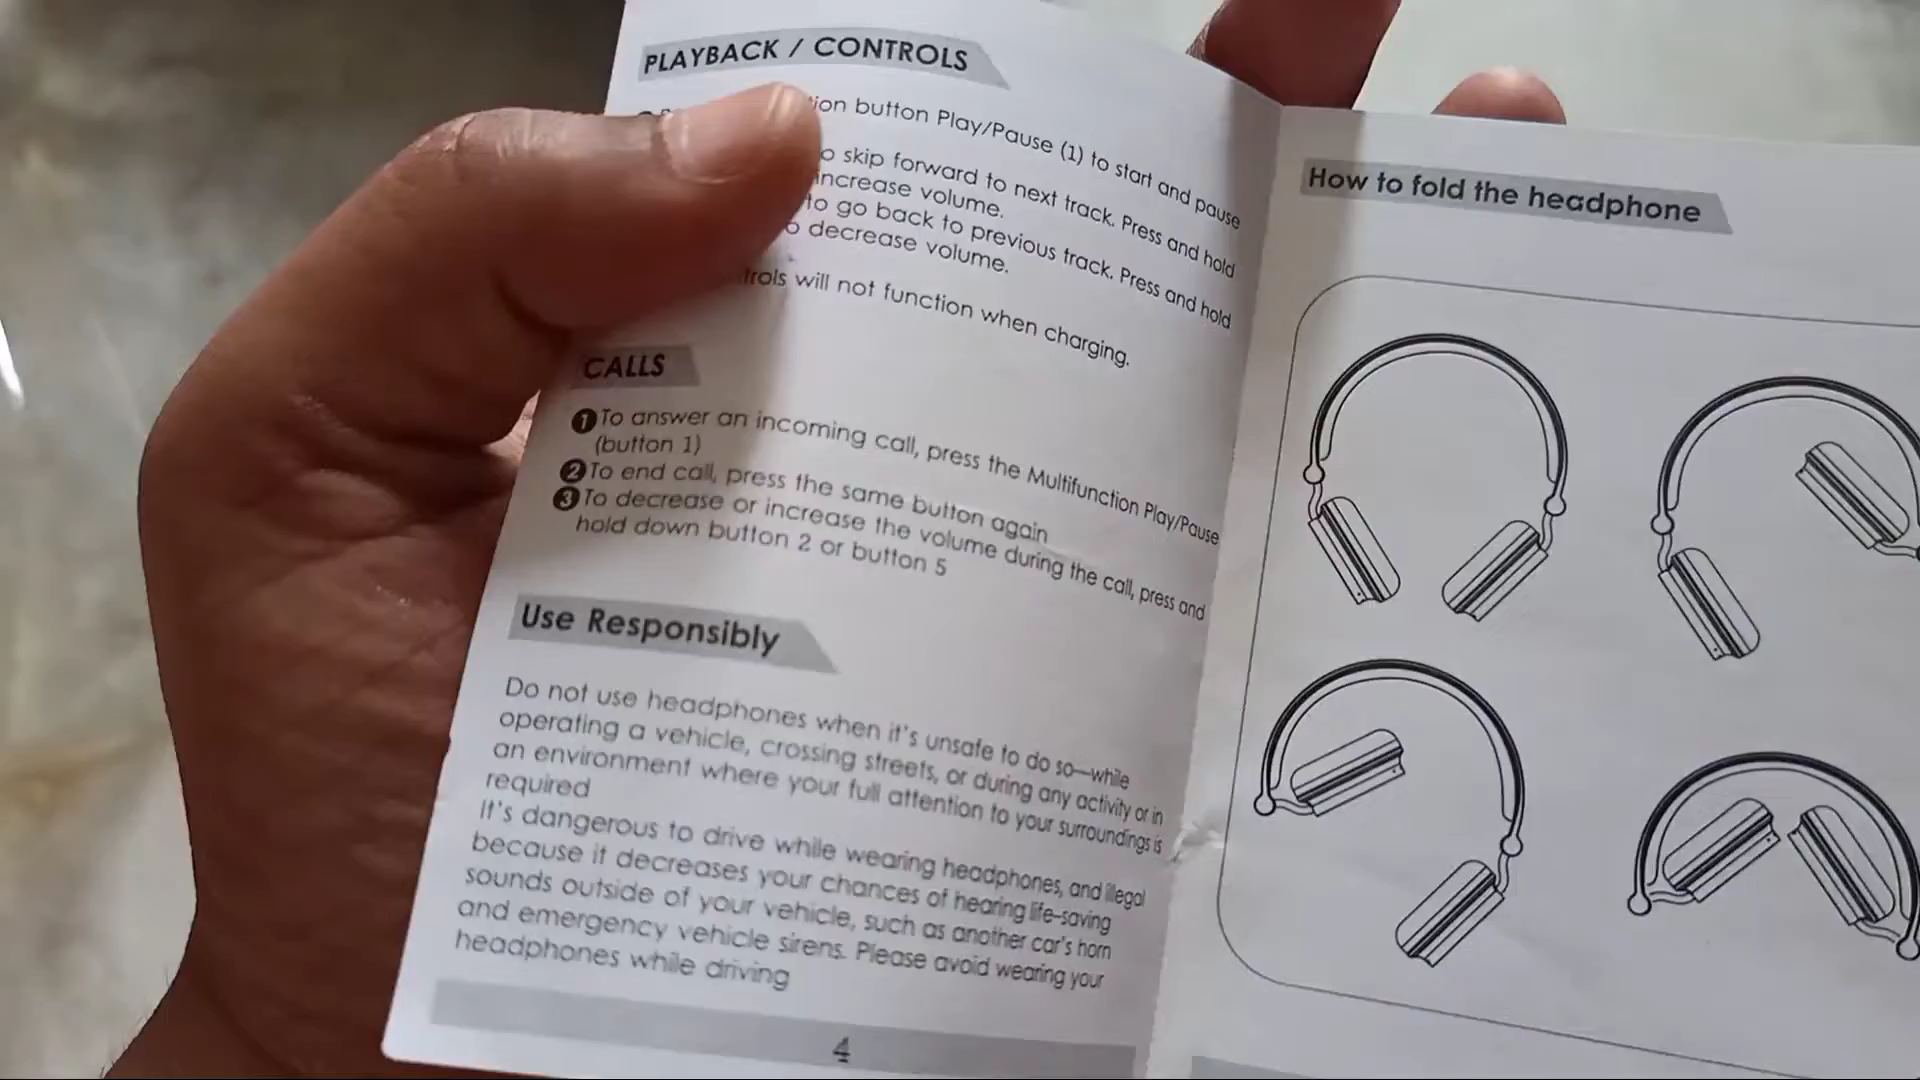 PLAYBACK / CONTROLS
button Play/Pause (1) to start and pause
skip forward to next track. Press and hold
increase volume.
to go back to previous track. Press and hold
decrease volume.
will not function when charging.
CALLS
1 To answer an incoming call, press the Multifunction Play/Pause
(button 1)
2 To end call, press the same button again
3 To decrease or increase the volume during the call, press and
hold down button 2 or button 5
Use Responsibly
Do not use headphones when it's unsafe to do so—while
operating a vehicle, crossing streets, or during any activity or in
an environment where your full attention to your surroundings is
required
It's dangerous to drive while wearing headphones, and illegal
because it decreases your chances of hearing life-saving
sounds outside of your vehicle, such as another car's horn
and emergency vehicle sirens. Please avoid wearing your
headphones while driving
4
How to fold the headphone